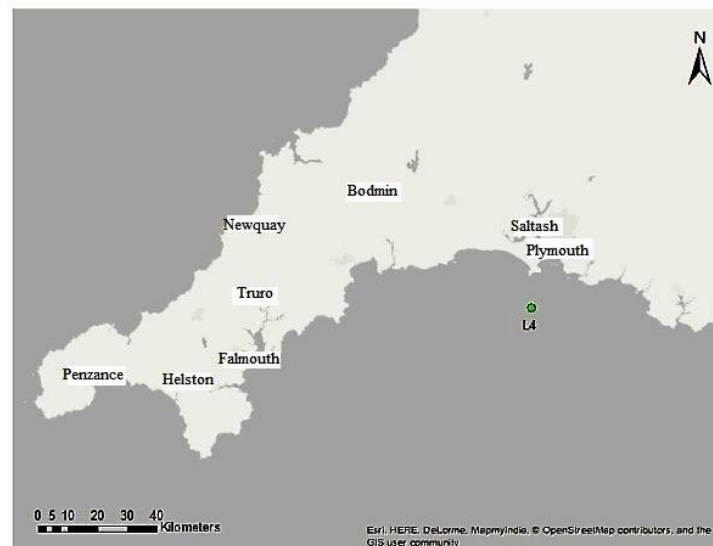 N
Bodmin
Newquay
Saltash
Plymouth
Truro
L4
Falmouth
Penzance
Helston
0 5 10 20 30 40
Kilometers
Esri, HERE, DeLorme, MapmyIndia, © OpenStreetMap contributors, and the
GIS user community